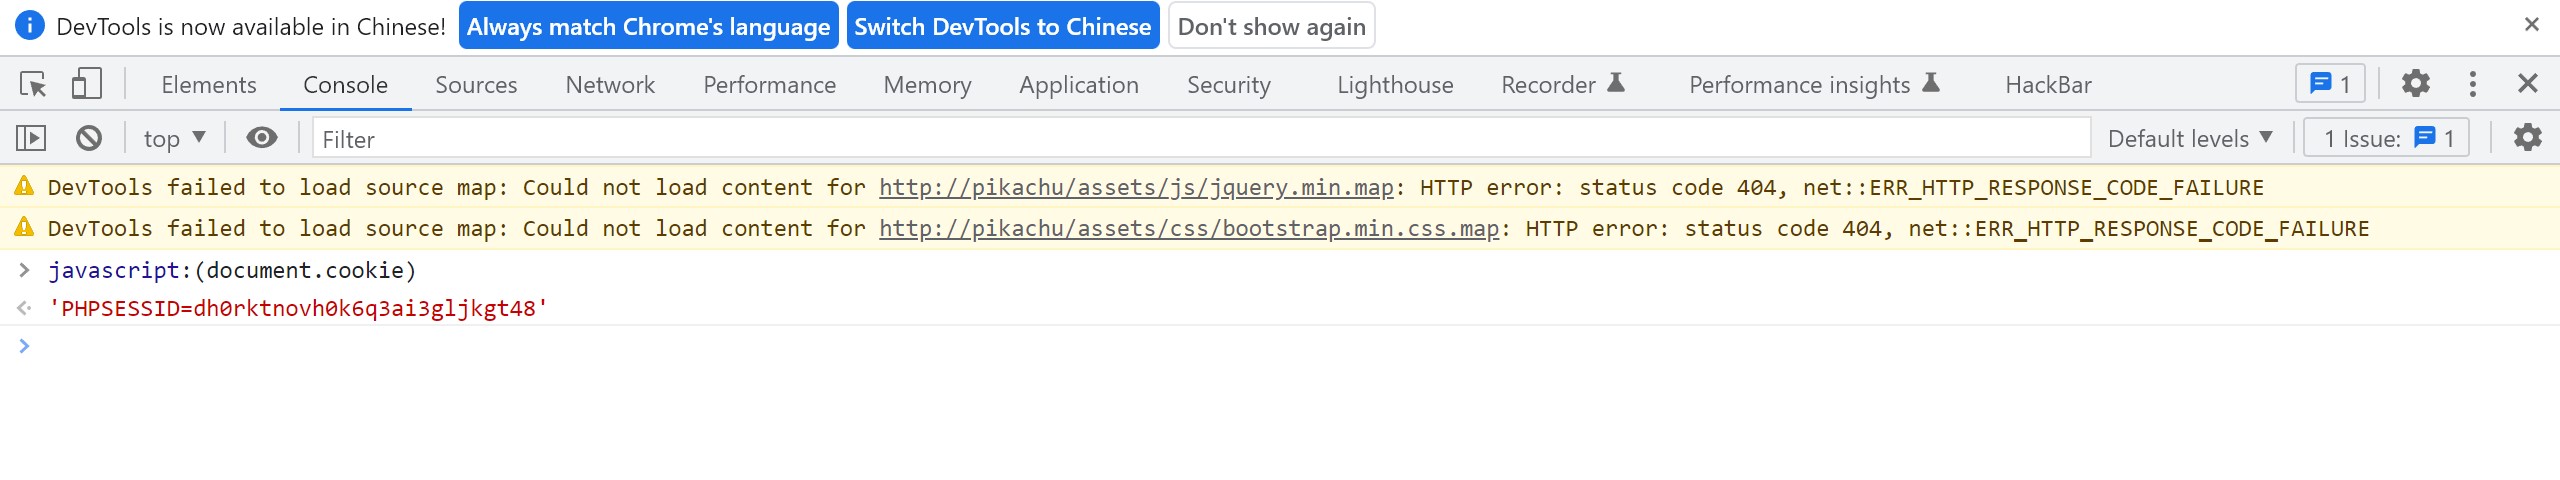 DevTools is now available in Chinese! Always match Chrome's language Switch DevTools to Chinese Don't show again
Elements Console Sources Network Performance Memory Application Security Lighthouse Recorder Performance insights HackBar 1
top Filter Default levels 1 Issue: 1
DevTools failed to load source map: Could not load content for http://pikachu/assets/js/jquery.min.map: HTTP error: status code 404, net::ERR_HTTP_RESPONSE_CODE_FAILURE
DevTools failed to load source map: Could not load content for http://pikachu/assets/css/bootstrap.min.css.map: HTTP error: status code 404, net::ERR_HTTP_RESPONSE_CODE_FAILURE
javascript:(document.cookie)
'PHPSESSID=dh0rktnovh0k6q3ai3gljkgt48'